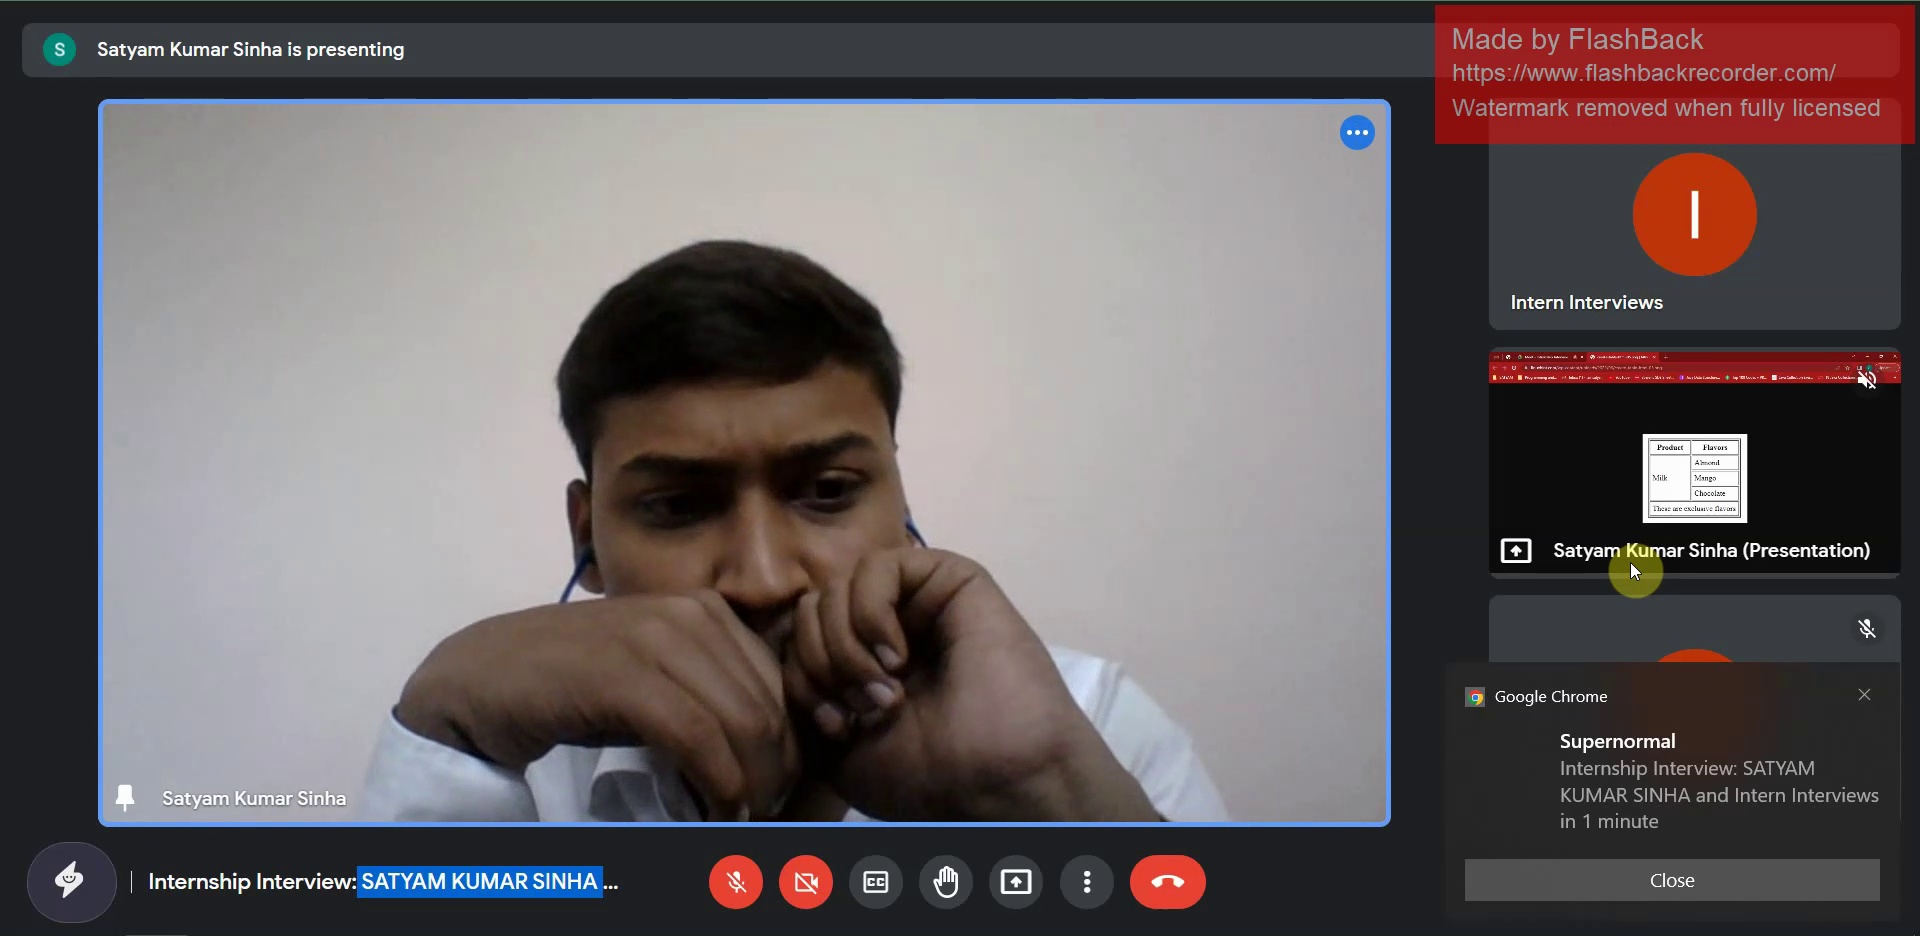 S
Satyam Kumar Sinha is presenting
Made by FlashBack
https://www.flashbackrecorder.com/
Watermark removed when fully licensed
I
Intern Interviews
Product Flavors
Almond
Milk Mango
Chocolate
These are exclusive flavors
Satyam Kumar Sinha (Presentation)
Satyam Kumar Sinha
Google Chrome
Supernormal
Internship Interview: SATYAM
KUMAR SINHA and Intern Interviews
in 1 minute
Close
Internship Interview: SATYAM KUMAR SINHA ...
CC